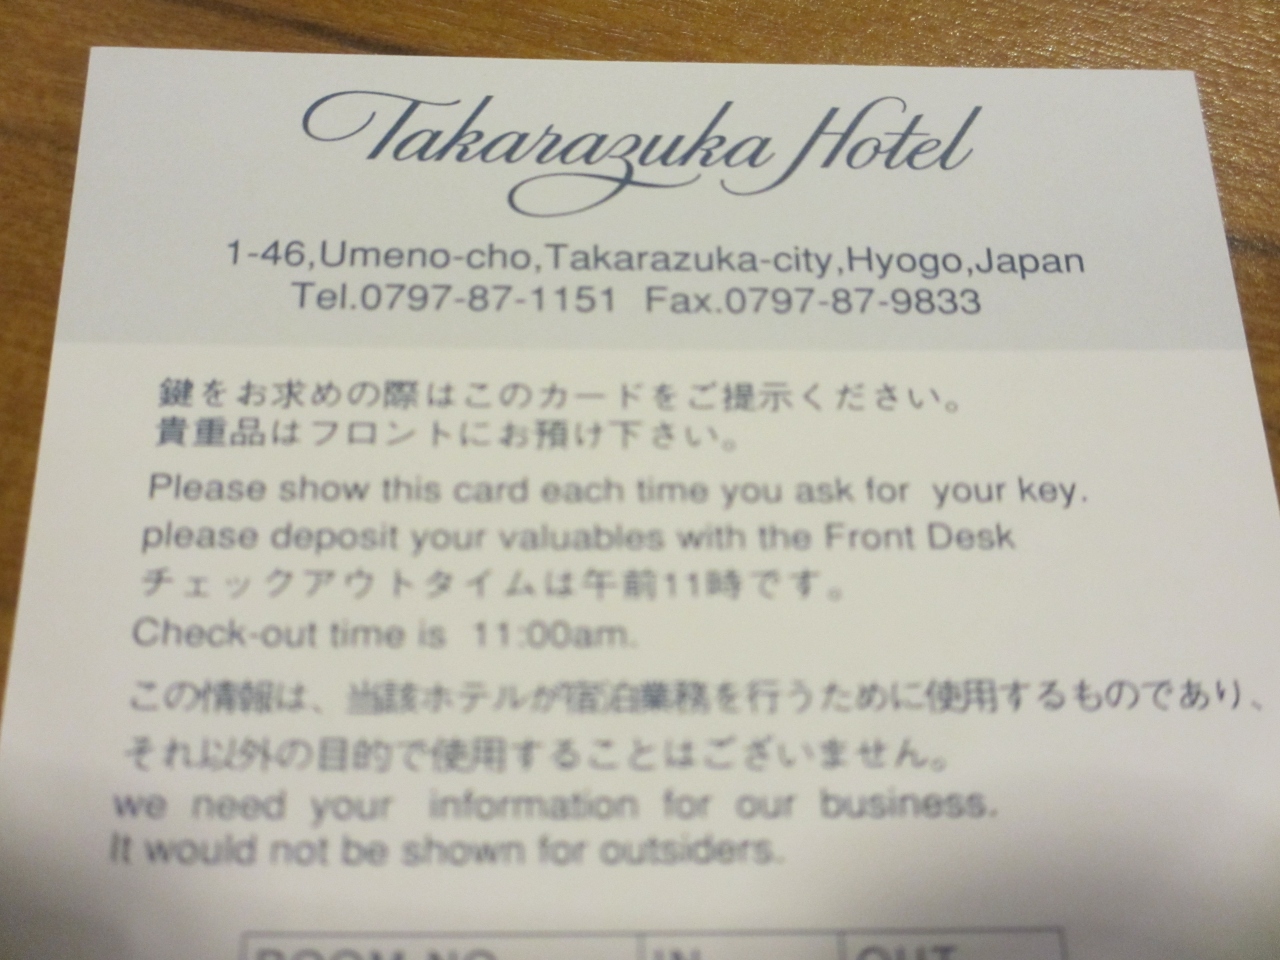 Takarazuka Hotel
1-46,Umeno-cho,Takarazuka-city,Hyogo,Japan
Tel.0797-87-1151 Fax.0797-87-9833
鍵をお求めの際はこのカードをご提示ください。
貴重品はフロントにお預け下さい。
Please show this card each time you ask for your key.
please deposit your valuables with the Front Desk
チェックアウトタイムは午前11時です。
Check-out time is 11:00am.
この情報は、当該ホテルが宿泊業務を行うために使用するものであり、
それ以外の目的で使用することはございません。
we need your information for our business.
It would not be shown for outsiders.
ROOM NO. IN OUT